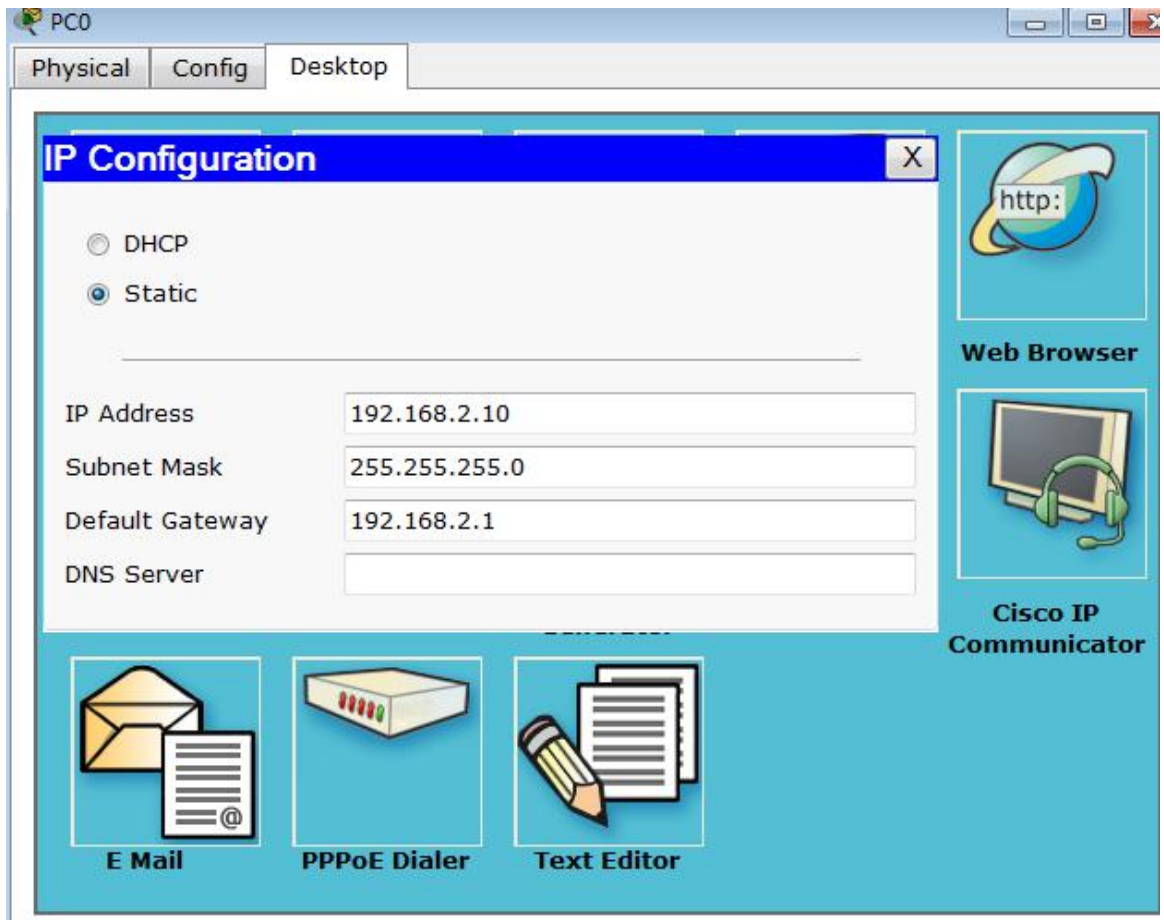 PC0
Physical Config Desktop
IP Configuration X
DHCP
Static
http:
Web Browser
IP Address 192.168.2.10
Subnet Mask 255.255.255.0
Default Gateway 192.168.2.1
DNS Server
Cisco IP
Communicator
@
E Mail PPPoE Dialer Text Editor